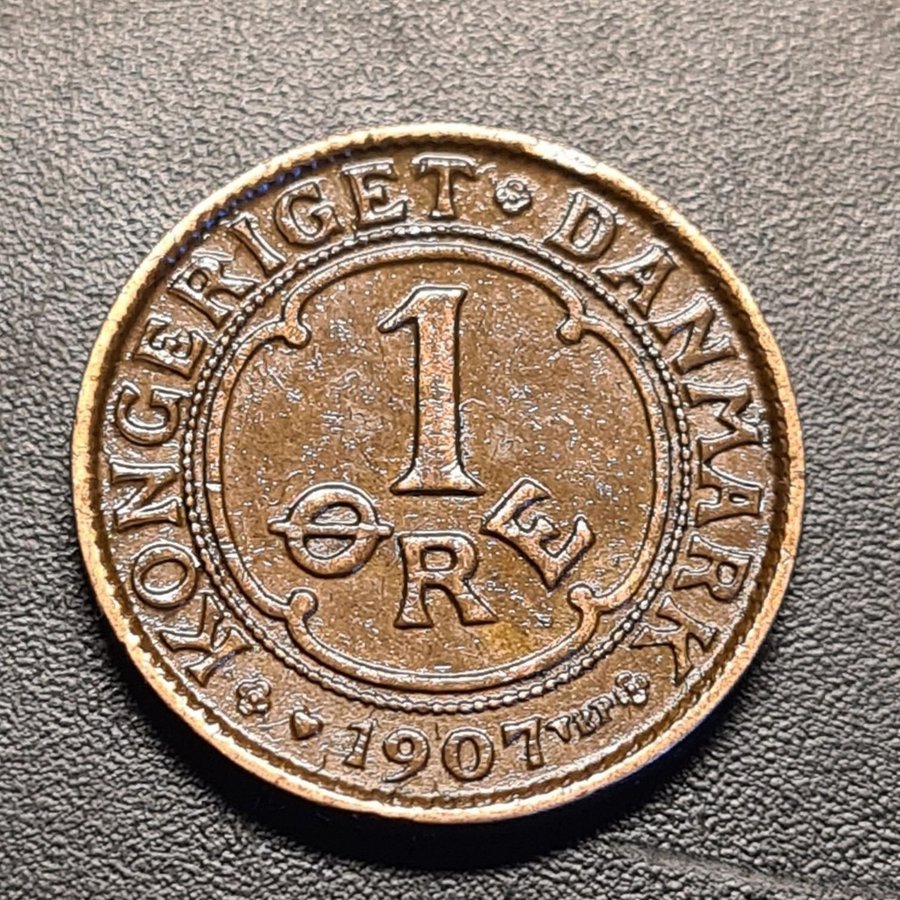 KONGERIGET DANMARK
1
ØRE
1907 VBP